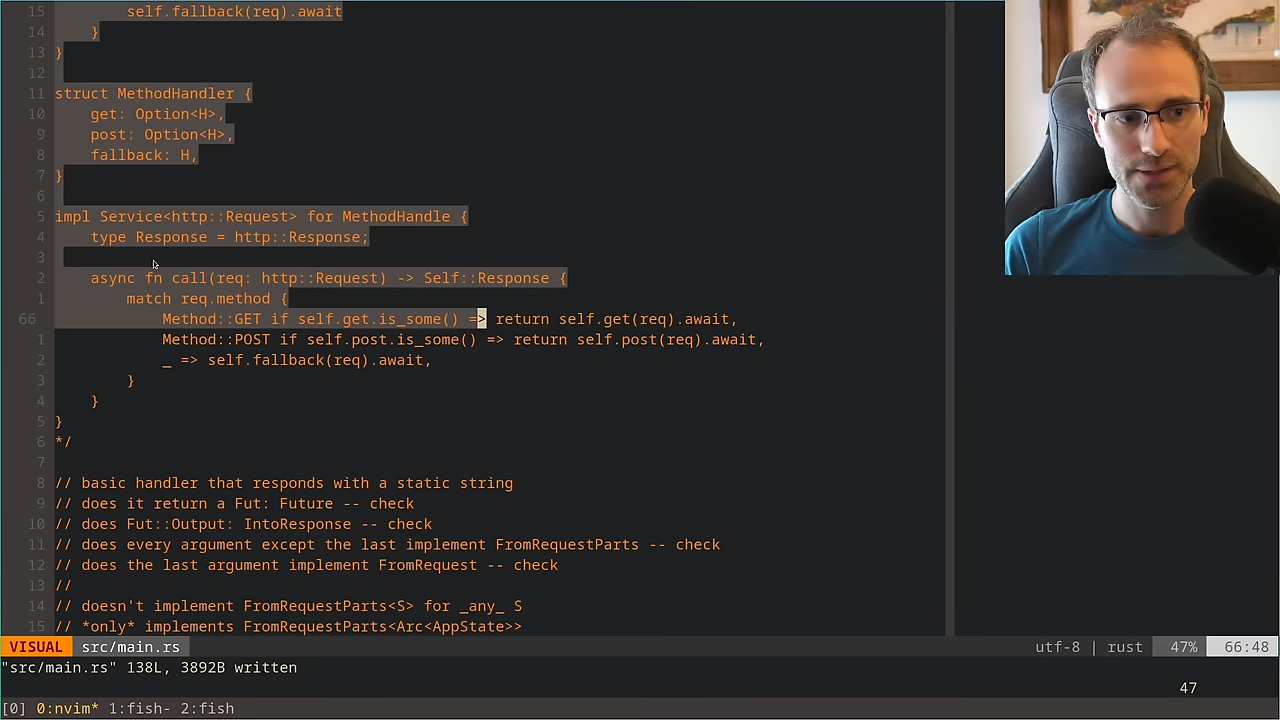 15         self.fallback(req).await
14     }
13 }
12
11 struct MethodHandler {
10     get: Option<H>,
9     post: Option<H>,
8     fallback: H,
7 }
6
5 impl Service<http::Request> for MethodHandle {
4     type Response = http::Response;
3
2     async fn call(req: http::Request) -> Self::Response {
1         match req.method {
66             Method::GET if self.get.is_some() => return self.get(req).await,
1             Method::POST if self.post.is_some() => return self.post(req).await,
2             _ => self.fallback(req).await,
3         }
4     }
5 }
6 */
7
8 // basic handler that responds with a static string
9 // does it return a Fut: Future -- check
10 // does Fut::Output: IntoResponse -- check
11 // does every argument except the last implement FromRequestParts -- check
12 // does the last argument implement FromRequest -- check
13 //
14 // doesn't implement FromRequestParts<S> for _any_ S
15 // *only* implements FromRequestParts<Arc<AppState>>
VISUAL src/main.rs utf-8 | rust 47% 66:48
"src/main.rs" 138L, 3892B written
47
[0] 0:nvim* 1:fish- 2:fish